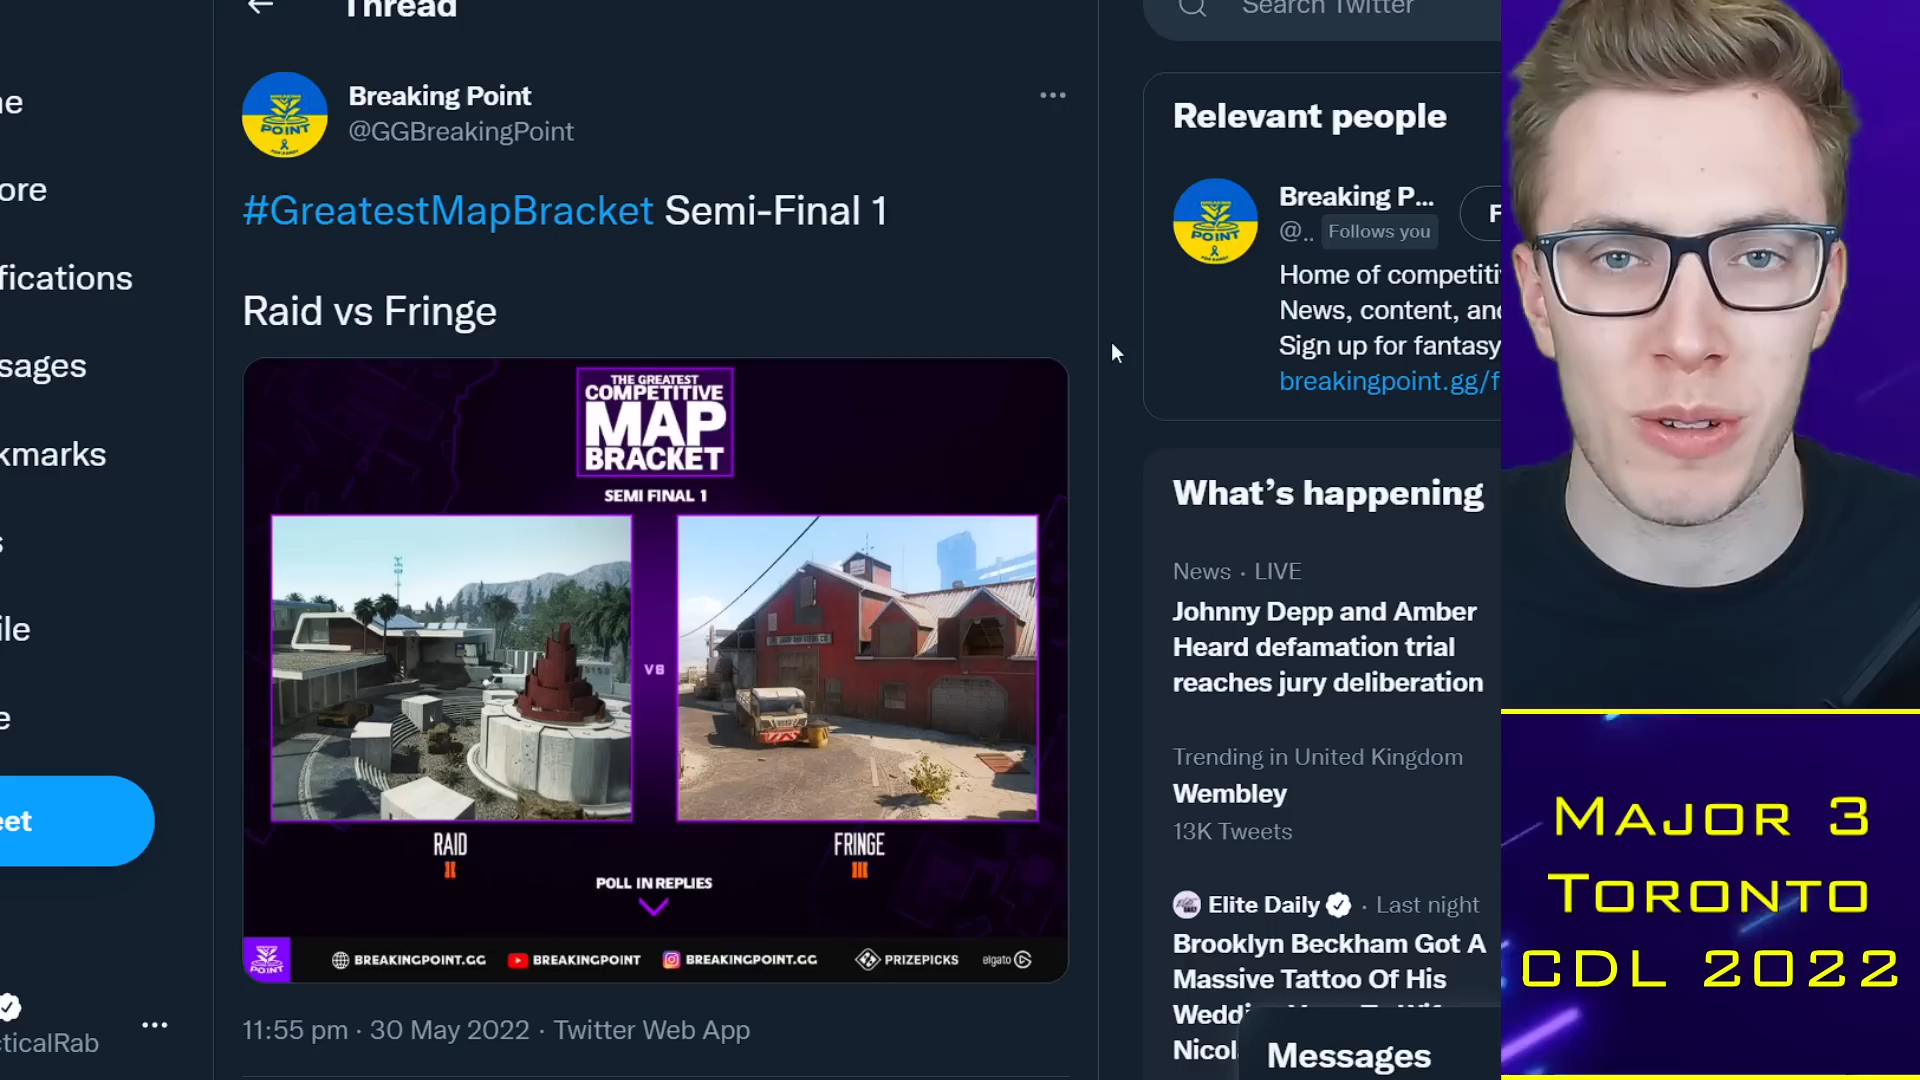 Thread
Search Twitter
Breaking Point
@GGBreakingPoint
#GreatestMapBracket Semi-Final 1
Raid vs Fringe
THE GREATEST
COMPETITIVE
MAP
BRACKET
SEMI FINAL 1
VS
RAID
II
FRINGE
III
POLL IN REPLIES
POINT
BREAKINGPOINT.GG
BREAKINGPOINT
BREAKINGPOINT.GG
PRIZEPICKS
elgato
11:55 pm · 30 May 2022 · Twitter Web App
ne
ore
ifications
sages
kmarks
s
ile
e
eet
cticalRab
Relevant people
Breaking P...
@.. Follows you
F
Home of competiti
News, content, and
Sign up for fantasy
breakingpoint.gg/f
What's happening
News · LIVE
Johnny Depp and Amber
Heard defamation trial
reaches jury deliberation
Trending in United Kingdom
Wembley
13K Tweets
Elite Daily · Last night
Brooklyn Beckham Got A
Massive Tattoo Of His
Nicol
Messages
MAJOR 3
TORONTO
CDL 2022